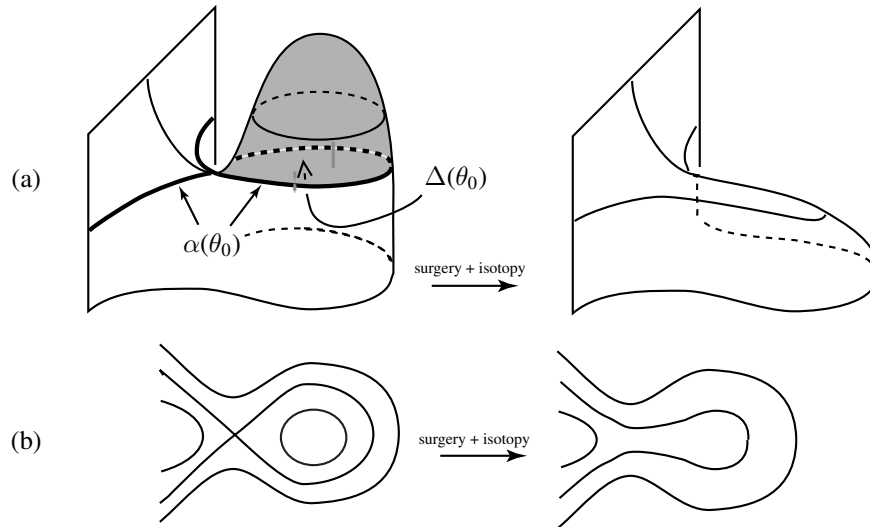 (a)
Δ(θ₀)
α(θ₀)
surgery + isotopy
(b)
surgery + isotopy